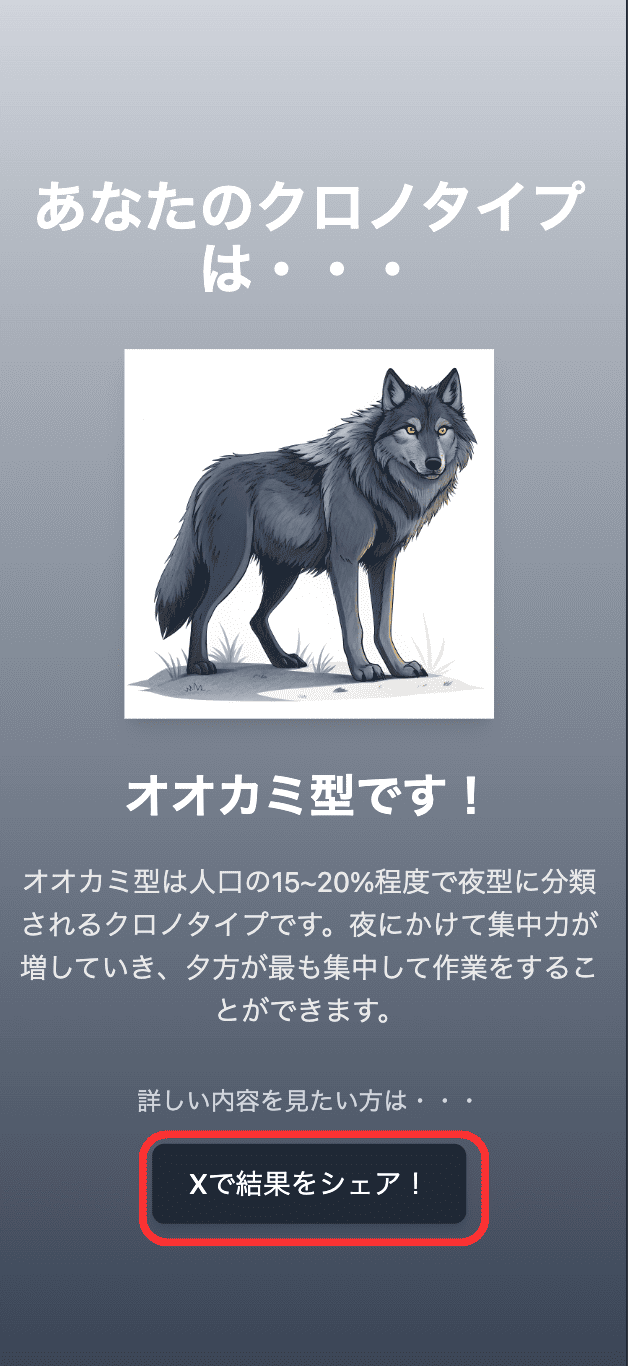 あなたのクロノタイプ
は・・・
オオカミ型です！
オオカミ型は人口の15~20%程度で夜型に分類
されるクロノタイプです。夜にかけて集中力が
増していき、夕方が最も集中して作業をするこ
とができます。
詳しい内容を見たい方は・・・
Xで結果をシェア！